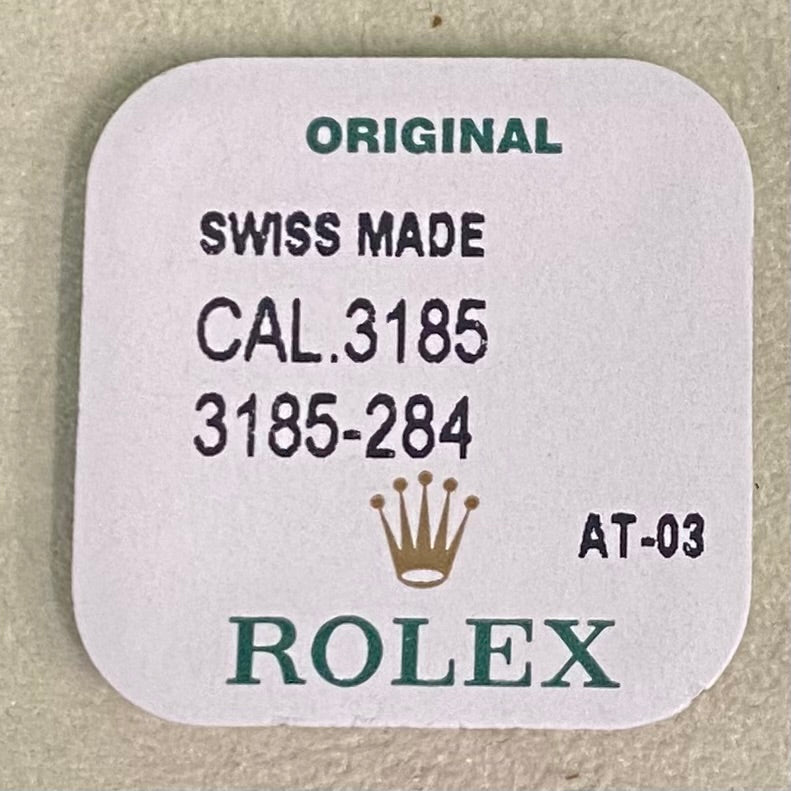 ORIGINAL
SWISS MADE
CAL.3185
3185-284
AT-03
ROLEX